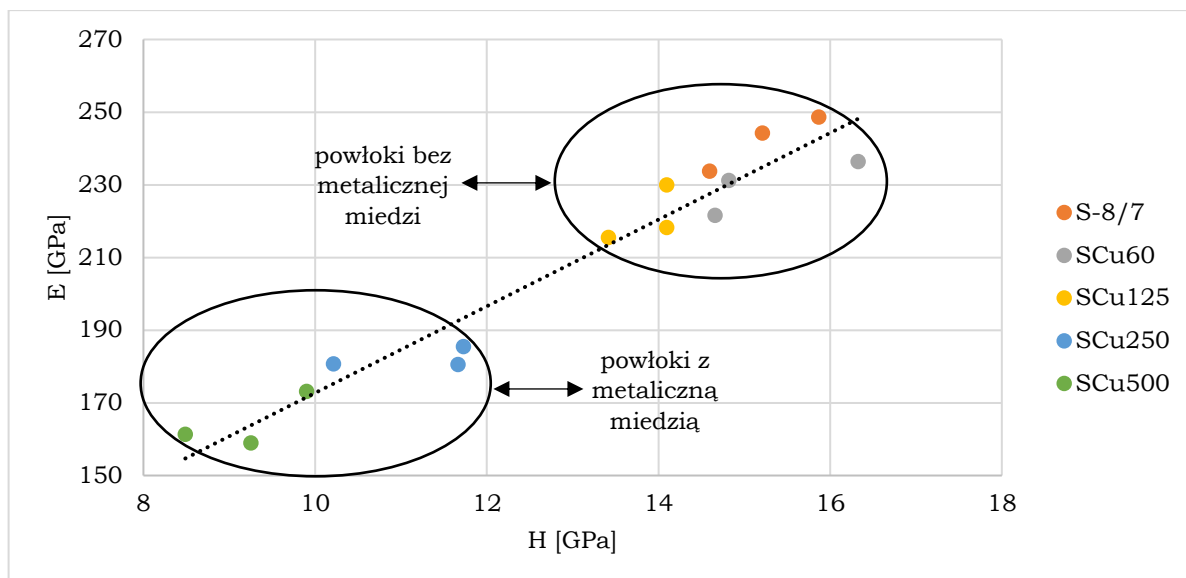 270
250
230
210
190
170
150
E [GPa]
powłoki bez
metalicznej
miedzi
powłoki z
metaliczną
miedzią
8
10
12
14
16
18
H [GPa]
S-8/7
SCu60
SCu125
SCu250
SCu500